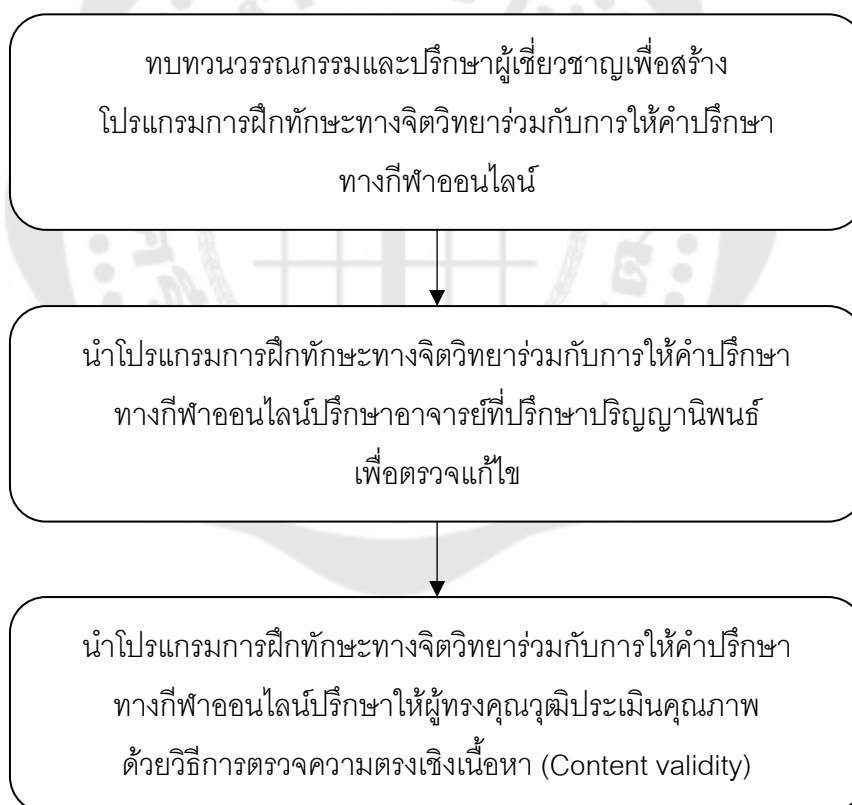 ทบทวนวรรณกรรมและปรึกษาผู้เชี่ยวชาญเพื่อสร้าง
โปรแกรมการฝึกทักษะทางจิตวิทยาร่วมกับการให้คำปรึกษา
ทางกีฬาออนไลน์
นำโปรแกรมการฝึกทักษะทางจิตวิทยาร่วมกับการให้คำปรึกษา
ทางกีฬาออนไลน์ปรึกษาอาจารย์ที่ปรึกษาปริญญานิพนธ์
เพื่อตรวจแก้ไข
นำโปรแกรมการฝึกทักษะทางจิตวิทยาร่วมกับการให้คำปรึกษา
ทางกีฬาออนไลน์ปรึกษาให้ผู้ทรงคุณวุฒิประเมินคุณภาพ
ด้วยวิธีการตรวจความตรงเชิงเนื้อหา (Content validity)